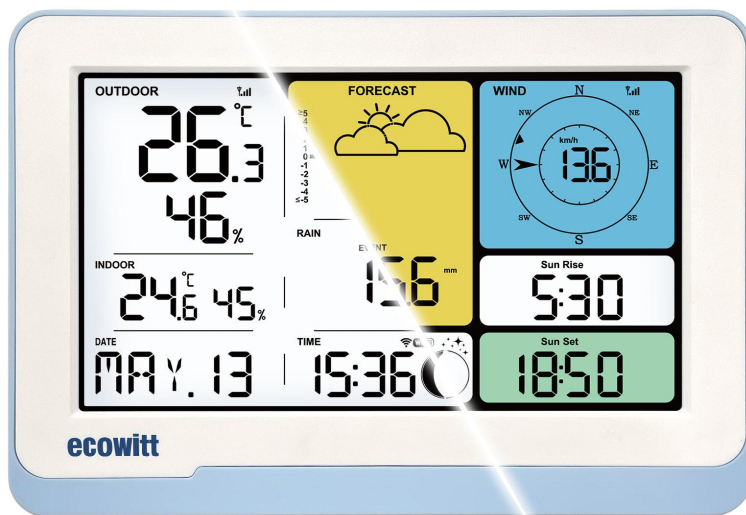 OUTDOOR
26.3 °C
46 %
INDOOR
24.6 °C 45 %
DATE
MAY. 13
FORECAST
≥5
4
1
0
-1
-2
-3
-4
≤-5
RAIN
EVENT
15.6 mm
TIME
15:36
WIND
N
NW
NE
km/h
13.6
W
E
SW
SE
S
Sun Rise
5:30
Sun Set
18:50
ecowitt